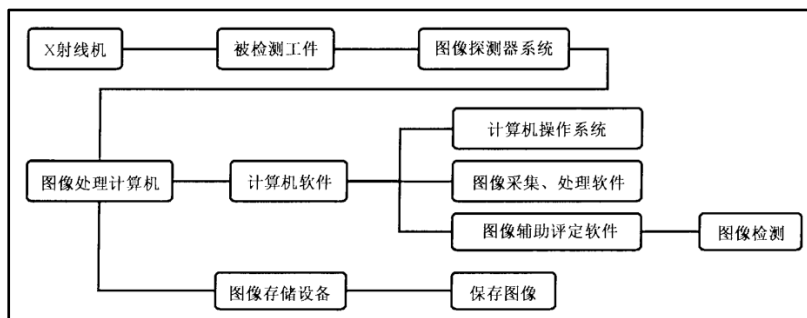 X射线机
被检测工件
图像探测器系统
计算机操作系统
图像处理计算机
计算机软件
图像采集、处理软件
图像辅助评定软件
图像检测
图像存储设备
保存图像